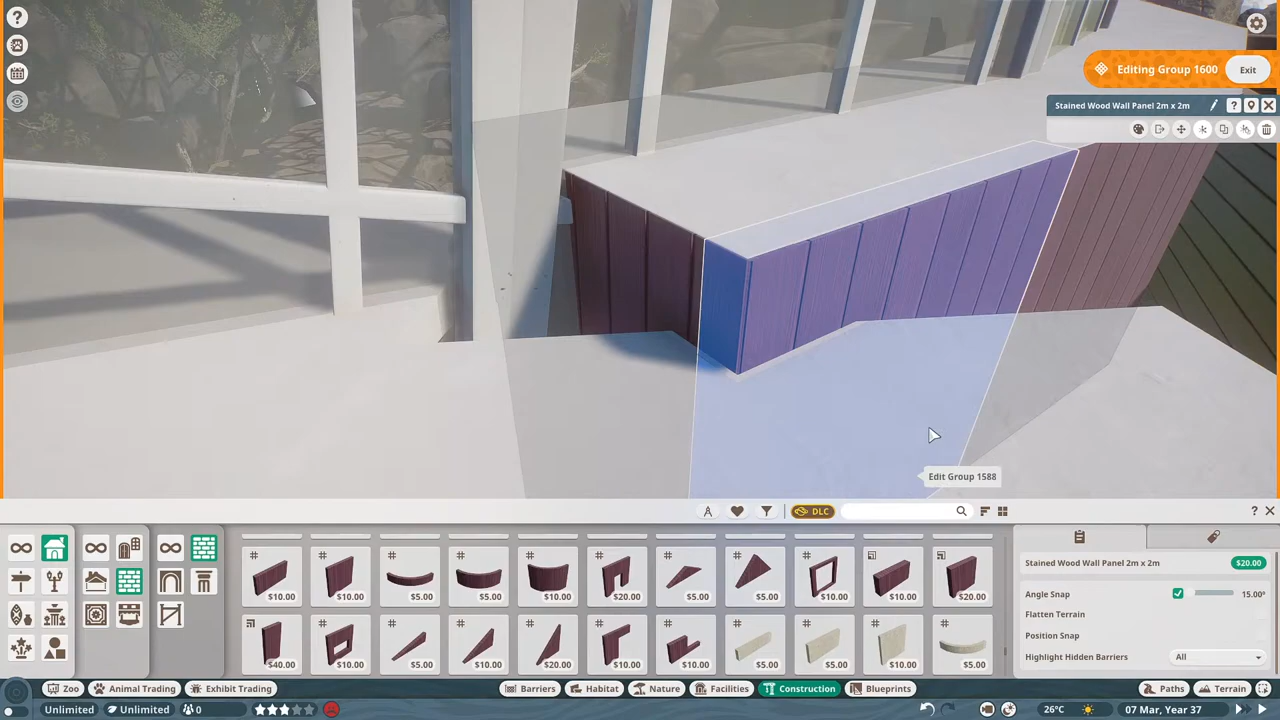 Editing Group 1600
Exit
Stained Wood Wall Panel 2m x 2m
Edit Group 1588
DLC
$10.00 $10.00 $5.00 $5.00 $10.00 $20.00 $5.00 $5.00 $10.00 $10.00 $20.00
$40.00 $10.00 $5.00 $10.00 $20.00 $10.00 $10.00 $5.00 $5.00 $10.00 $5.00
Stained Wood Wall Panel 2m x 2m $20.00
Angle Snap 15.00°
Flatten Terrain
Position Snap
Highlight Hidden Barriers All
Zoo Animal Trading Exhibit Trading Barriers Habitat Nature Facilities Construction Blueprints Paths Terrain
Unlimited Unlimited 0 26°C 07 Mar, Year 37